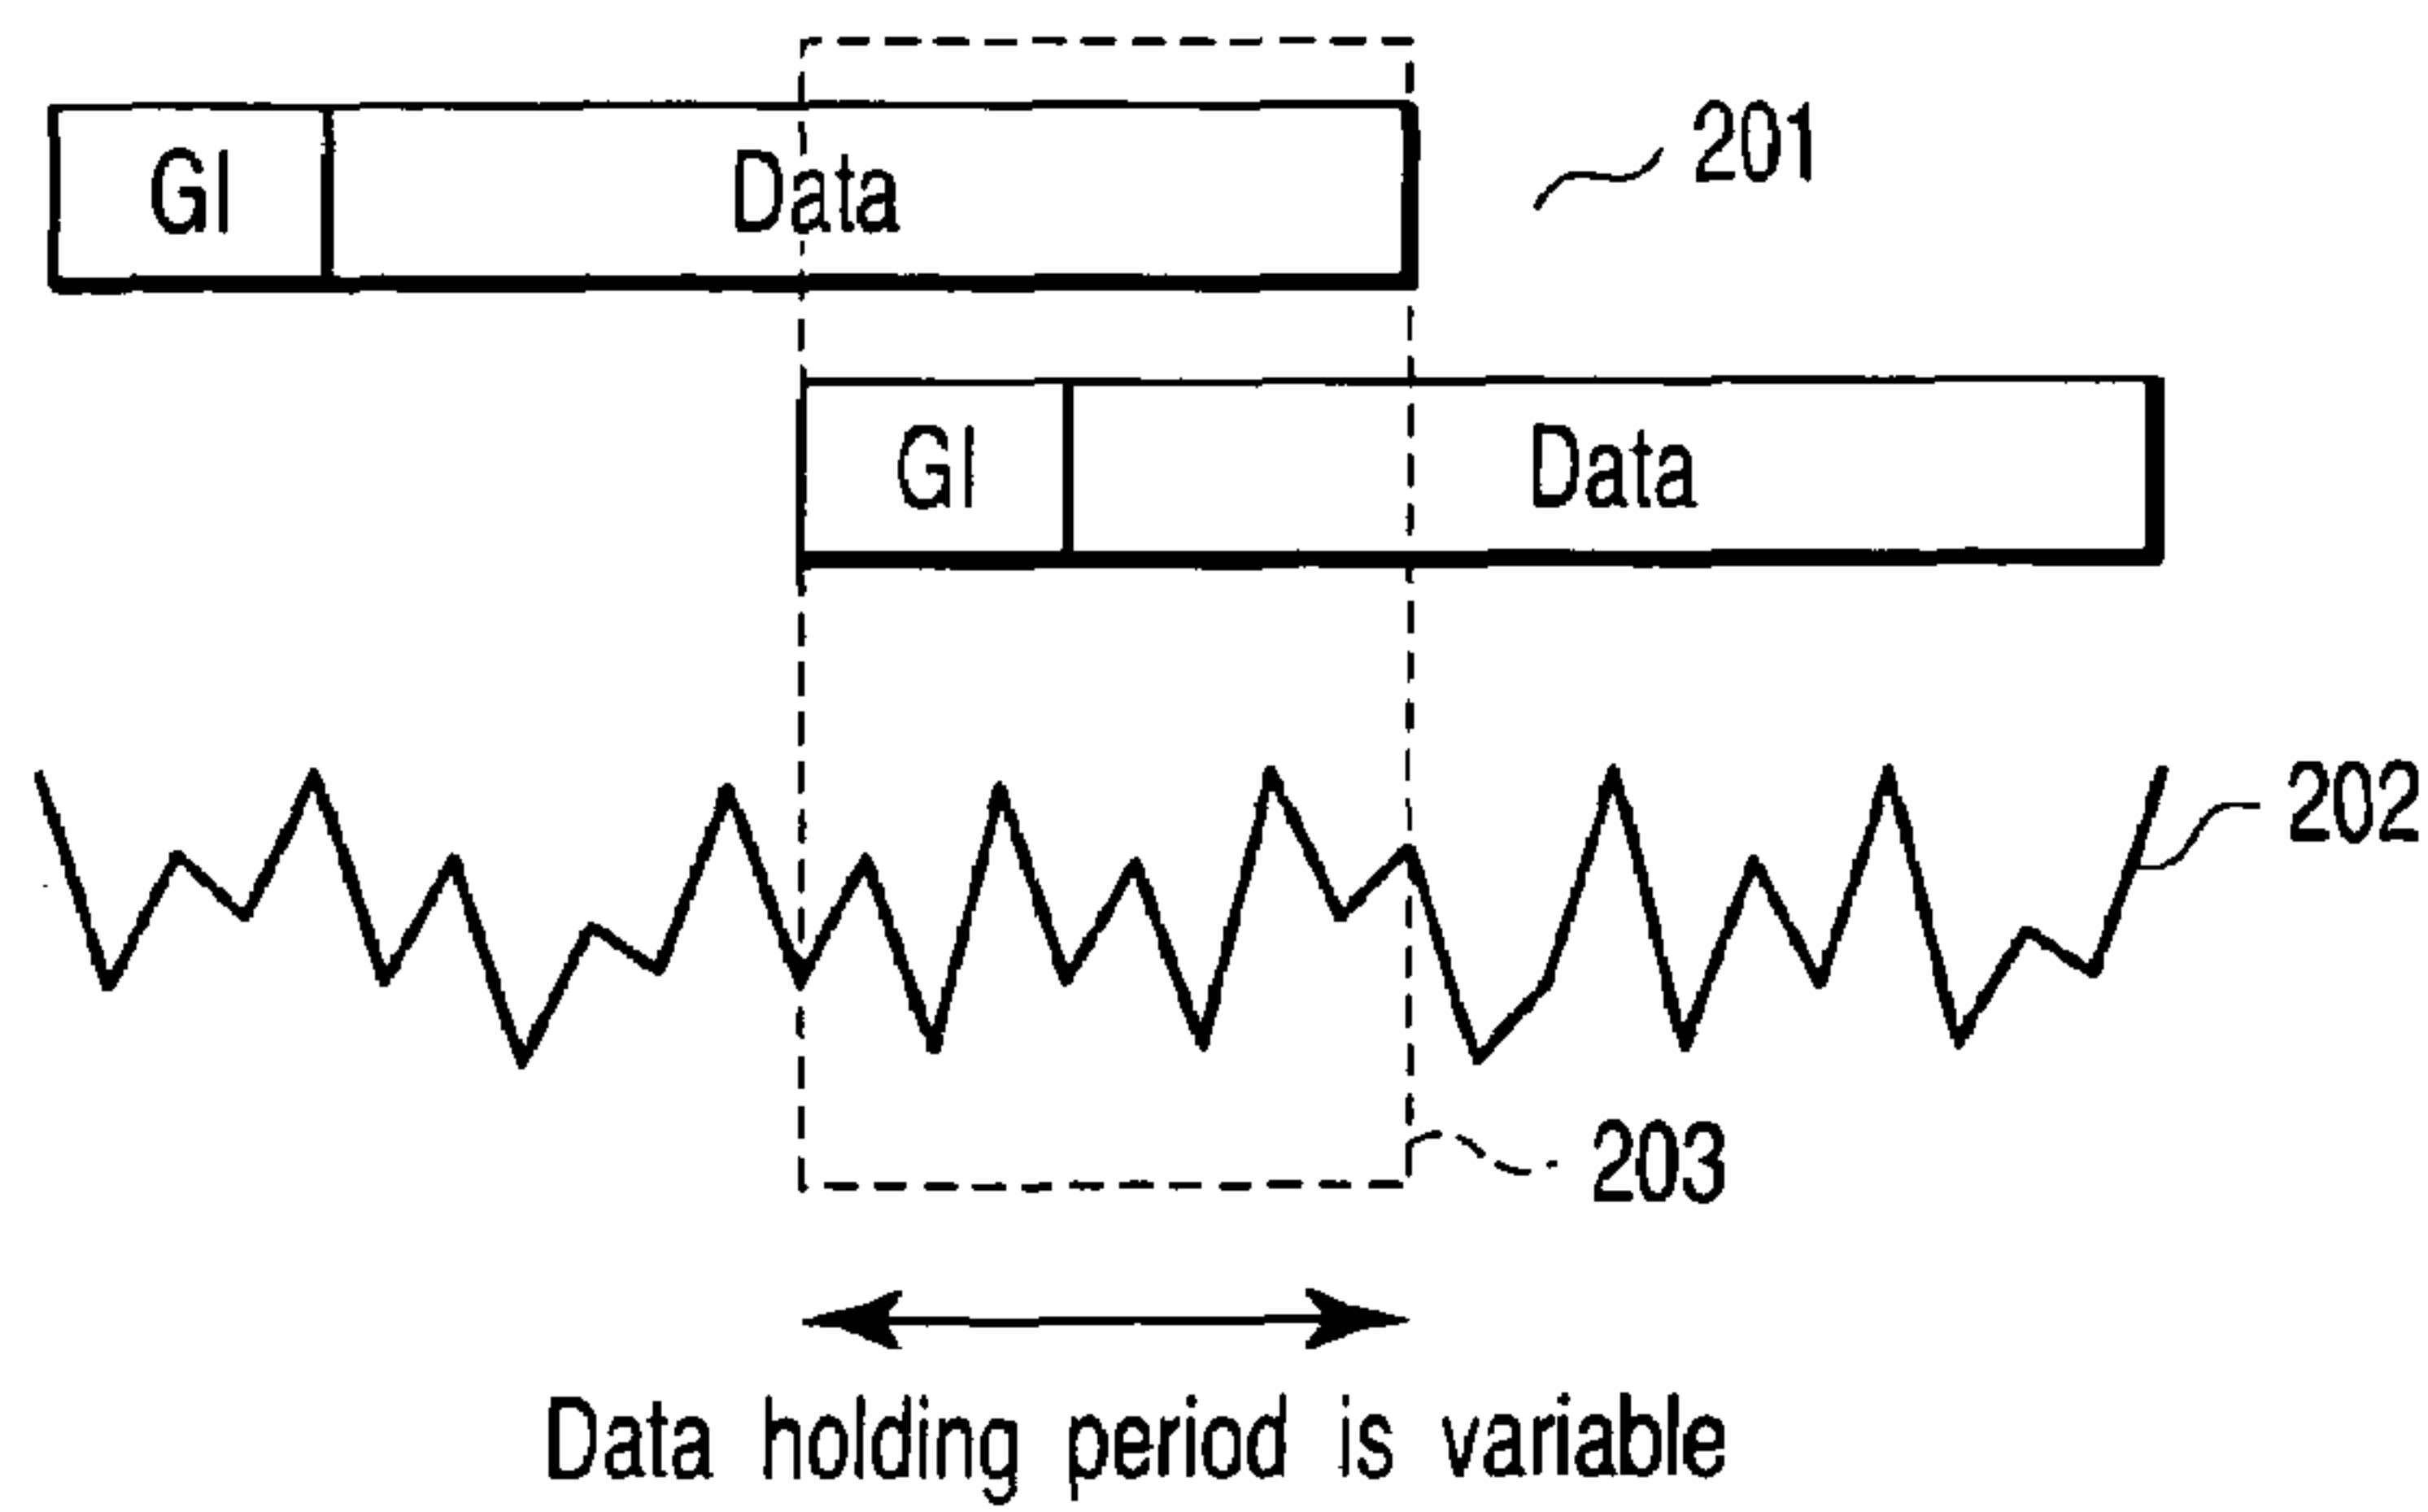 GI Data 201
GI Data
202
203
Data holding period is variable